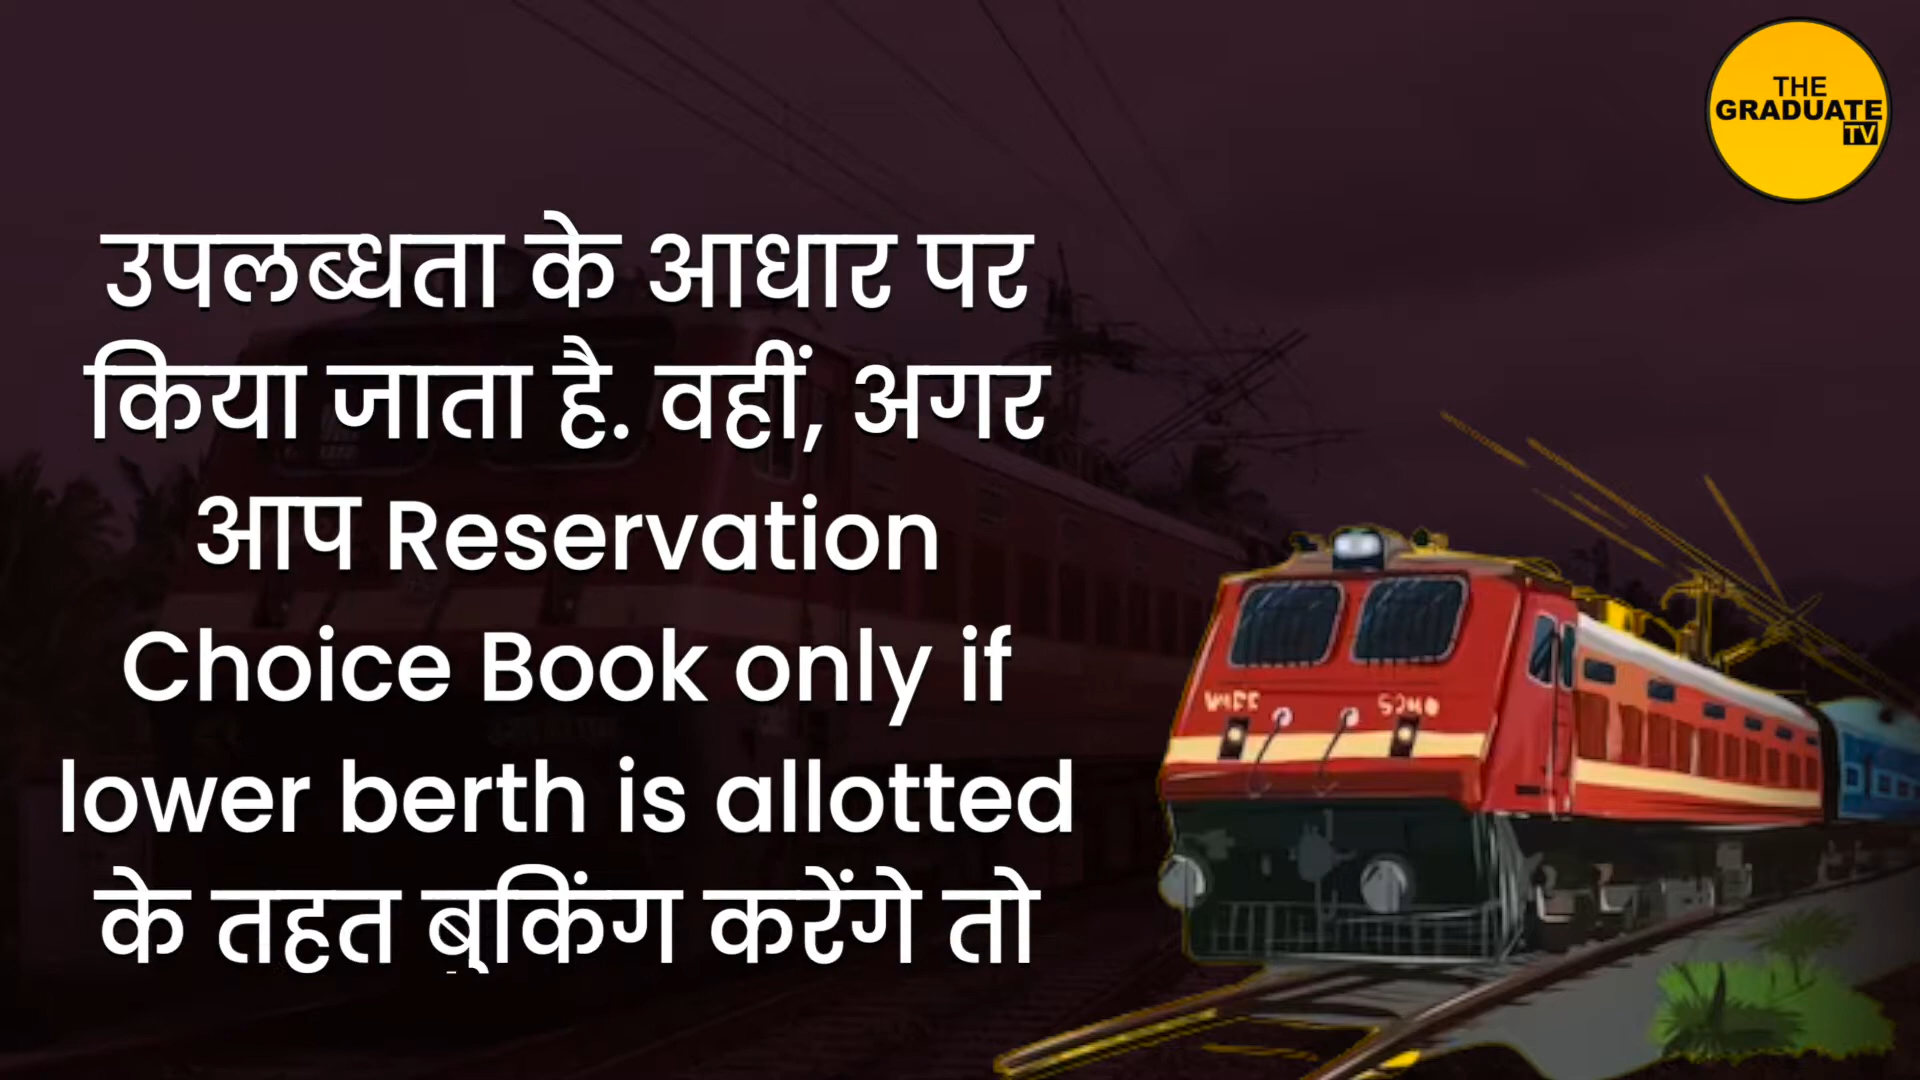 THE
GRADUATE
TV
उपलब्धता के आधार पर
किया जाता है. वहीं, अगर
आप Reservation
Choice Book only if
lower berth is allotted
के तहत बुकिंग करेंगे तो